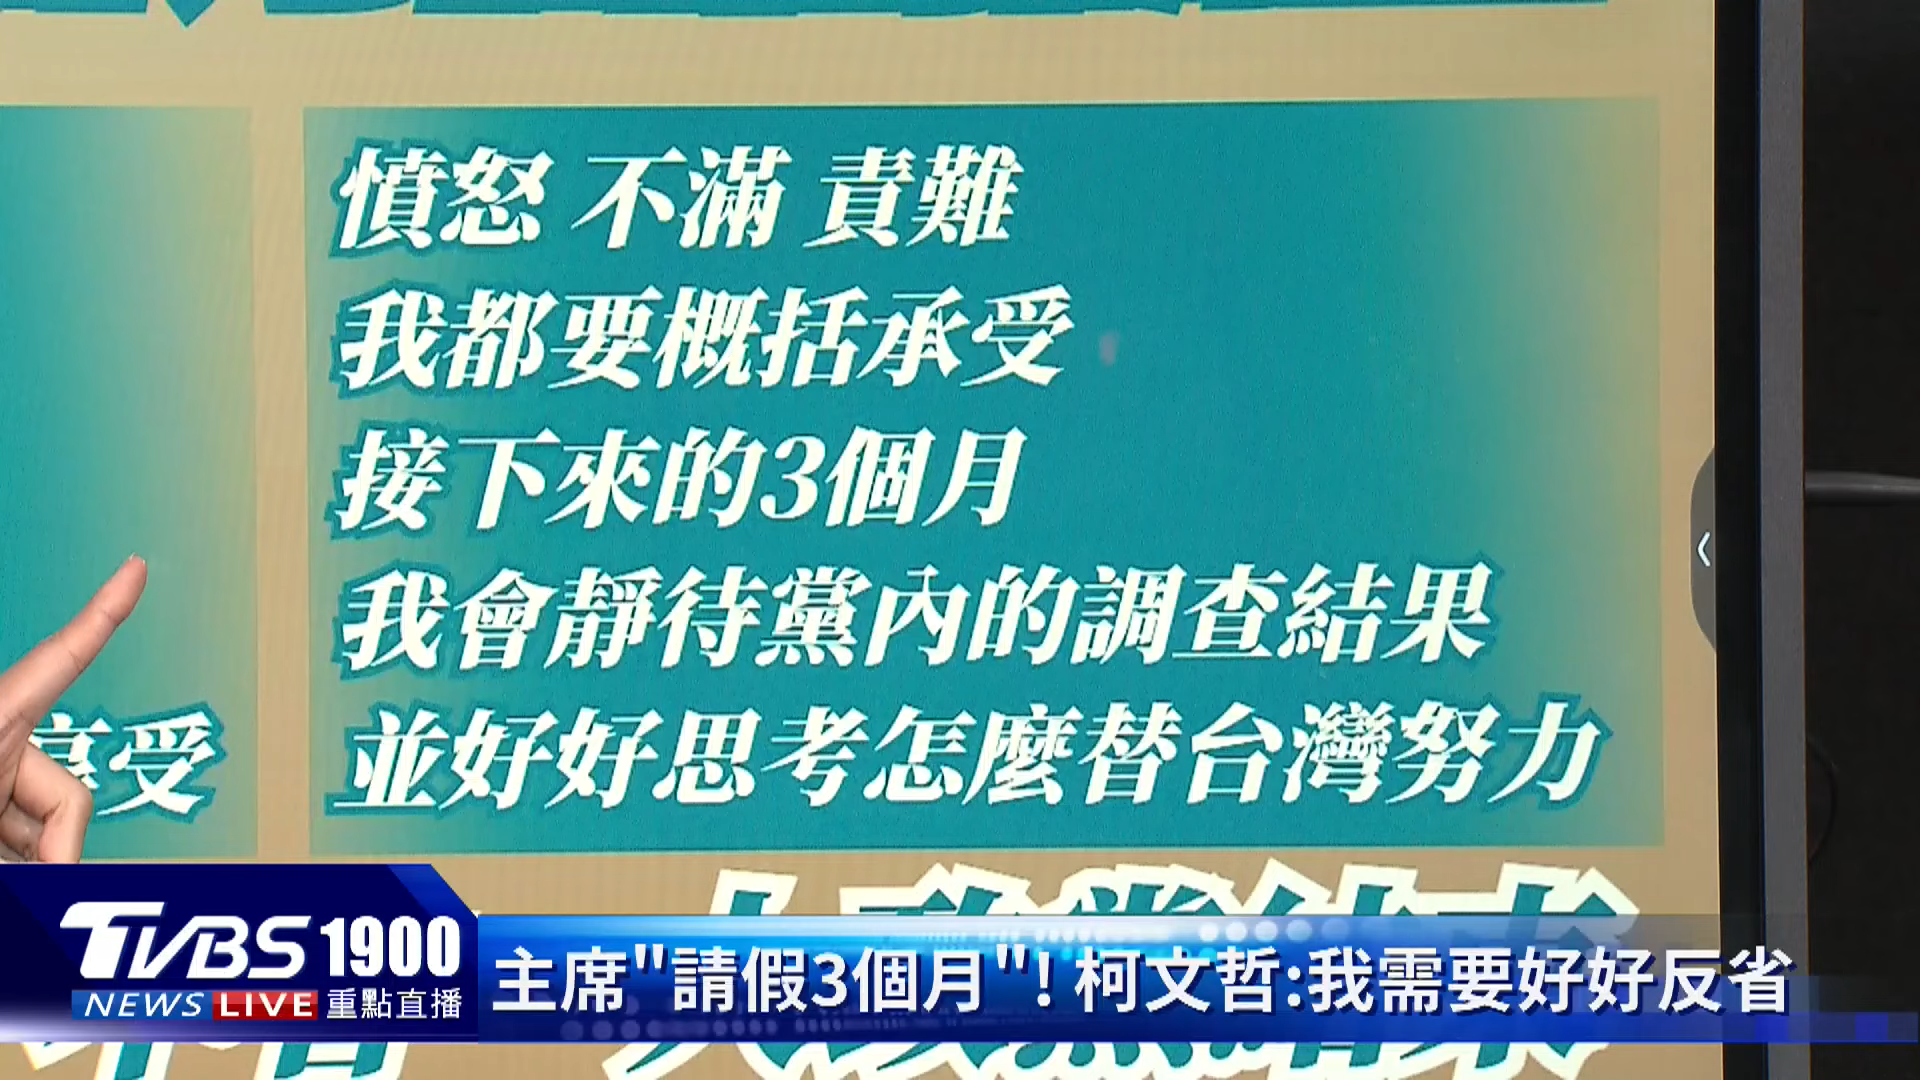 憤怒 不滿 責難
我都要概括承受
接下來的3個月
我會靜待黨內的調查結果
並好好思考怎麼替台灣努力
享受
TVBS 1900
NEWS LIVE 重點直播
主席"請假3個月"! 柯文哲:我需要好好反省